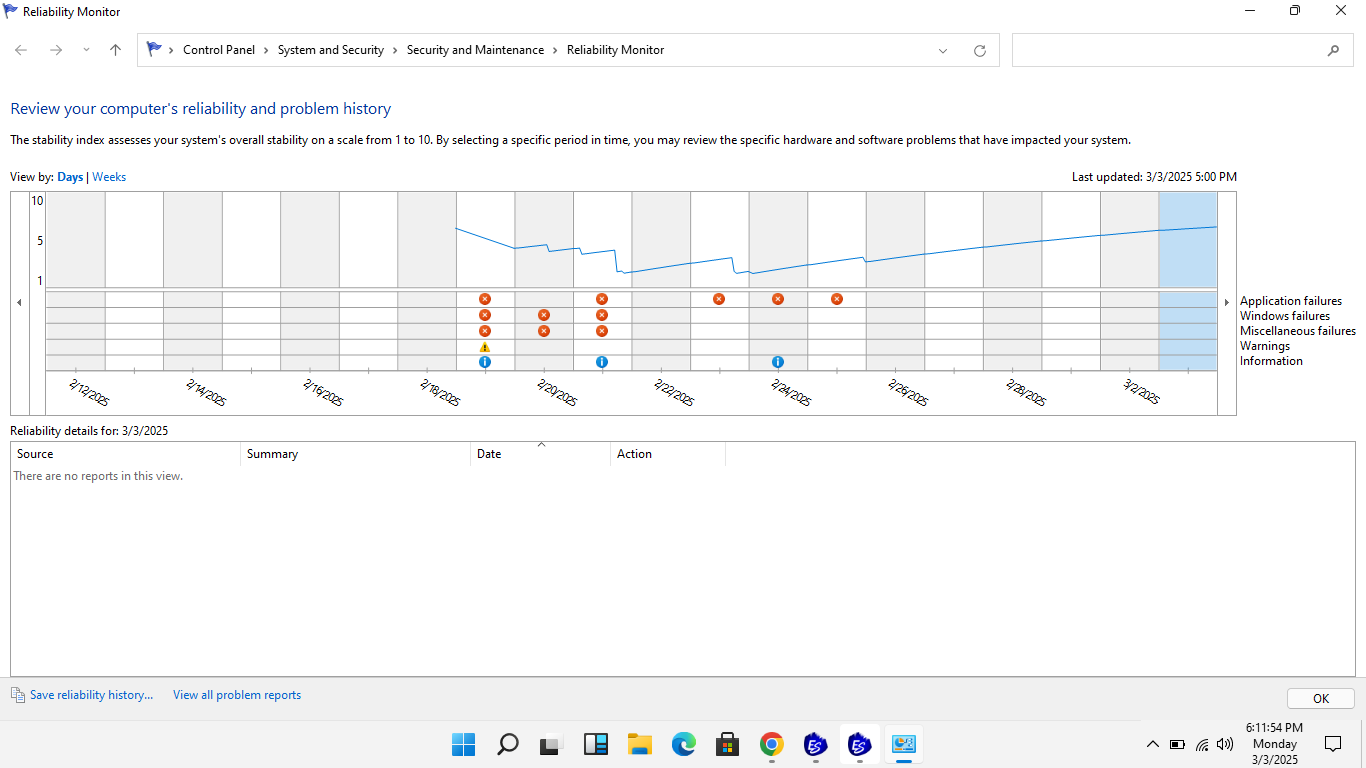 Reliability Monitor
Control Panel > System and Security > Security and Maintenance > Reliability Monitor
Review your computer's reliability and problem history
The stability index assesses your system's overall stability on a scale from 1 to 10. By selecting a specific period in time, you may review the specific hardware and software problems that have impacted your system.
View by: Days | Weeks
Last updated: 3/3/2025 5:00 PM
10
5
1
Application failures
Windows failures
Miscellaneous failures
Warnings
Information
2/12/2025 2/14/2025 2/16/2025 2/18/2025 2/20/2025 2/22/2025 2/24/2025 2/26/2025 2/28/2025 3/2/2025
Reliability details for: 3/3/2025
Source Summary Date Action
There are no reports in this view.
Save reliability history... View all problem reports
OK
ES ES
6:11:54 PM
Monday
3/3/2025